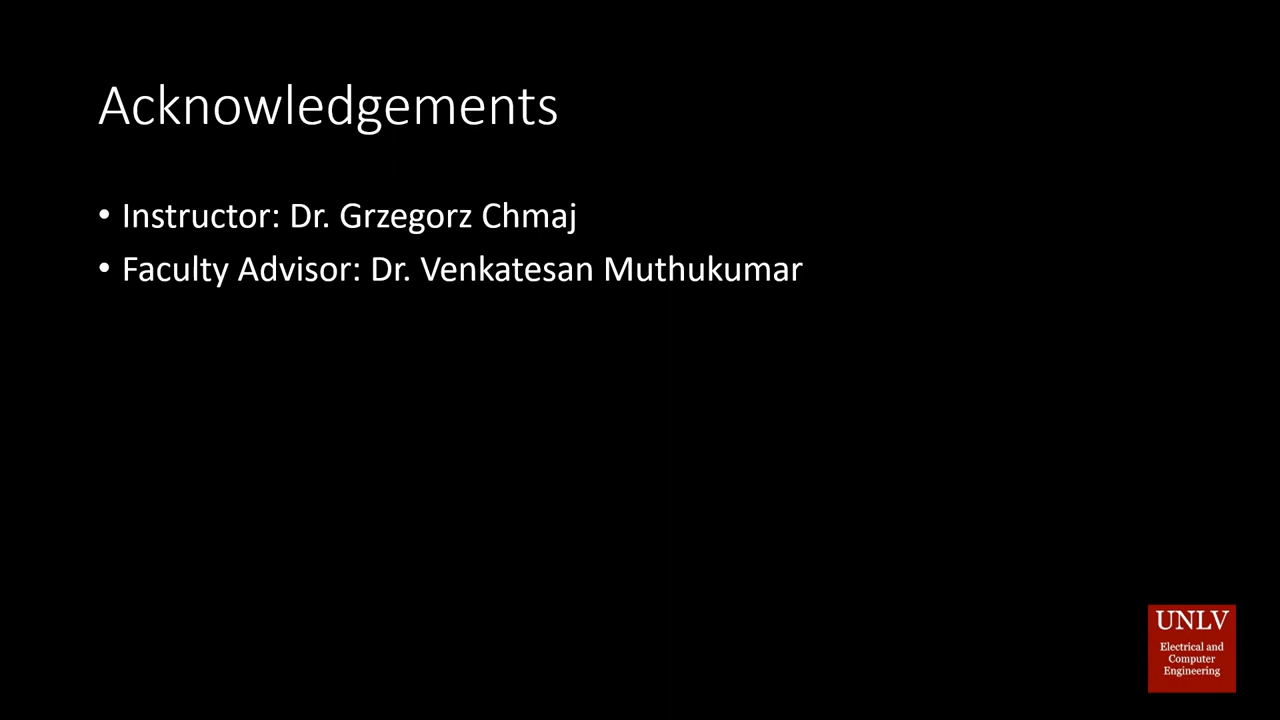 Acknowledgements
• Instructor: Dr. Grzegorz Chmaj
• Faculty Advisor: Dr. Venkatesan Muthukumar
UNLV
Electrical and
Computer
Engineering